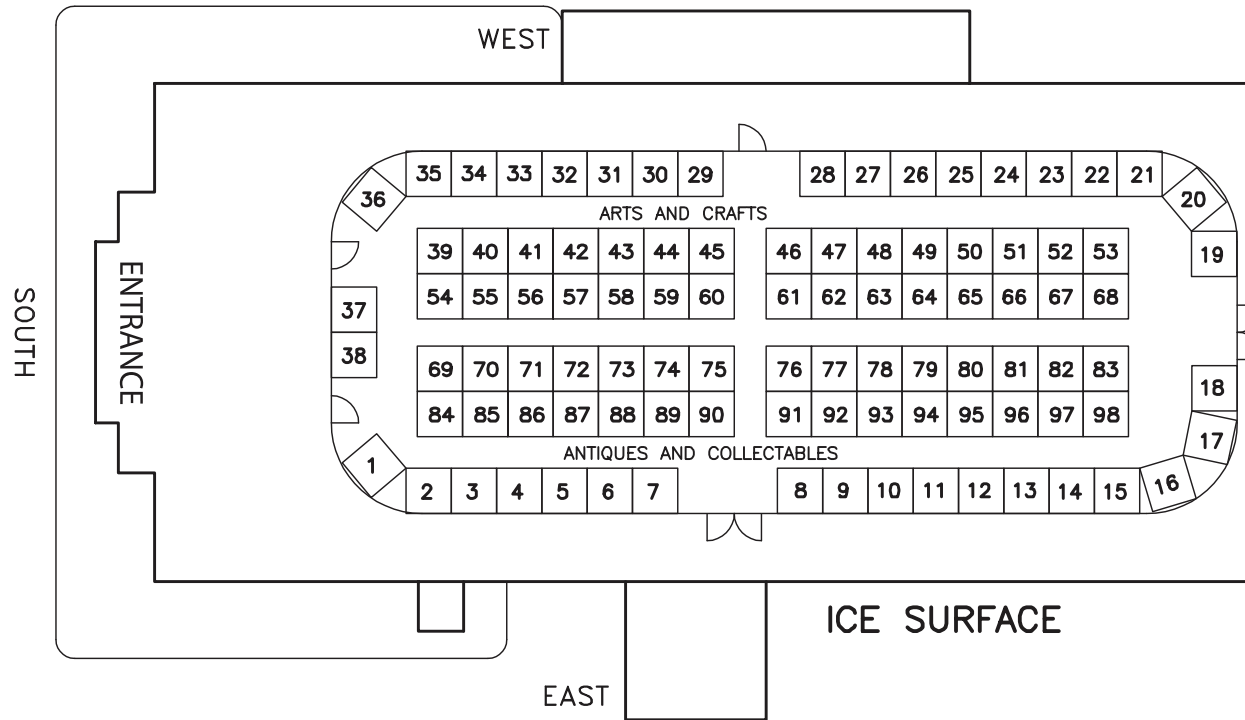 WEST
35 34 33 32 31 30 29 28 27 26 25 24 23 22 21
36 20
ARTS AND CRAFTS
39 40 41 42 43 44 45 46 47 48 49 50 51 52 53 19
54 55 56 57 58 59 60 61 62 63 64 65 66 67 68
37
SOUTH
ENTRANCE
38
69 70 71 72 73 74 75 76 77 78 79 80 81 82 83
18
84 85 86 87 88 89 90 91 92 93 94 95 96 97 98
17
ANTIQUES AND COLLECTABLES
1
2 3 4 5 6 7 8 9 10 11 12 13 14 15 16
ICE SURFACE
EAST